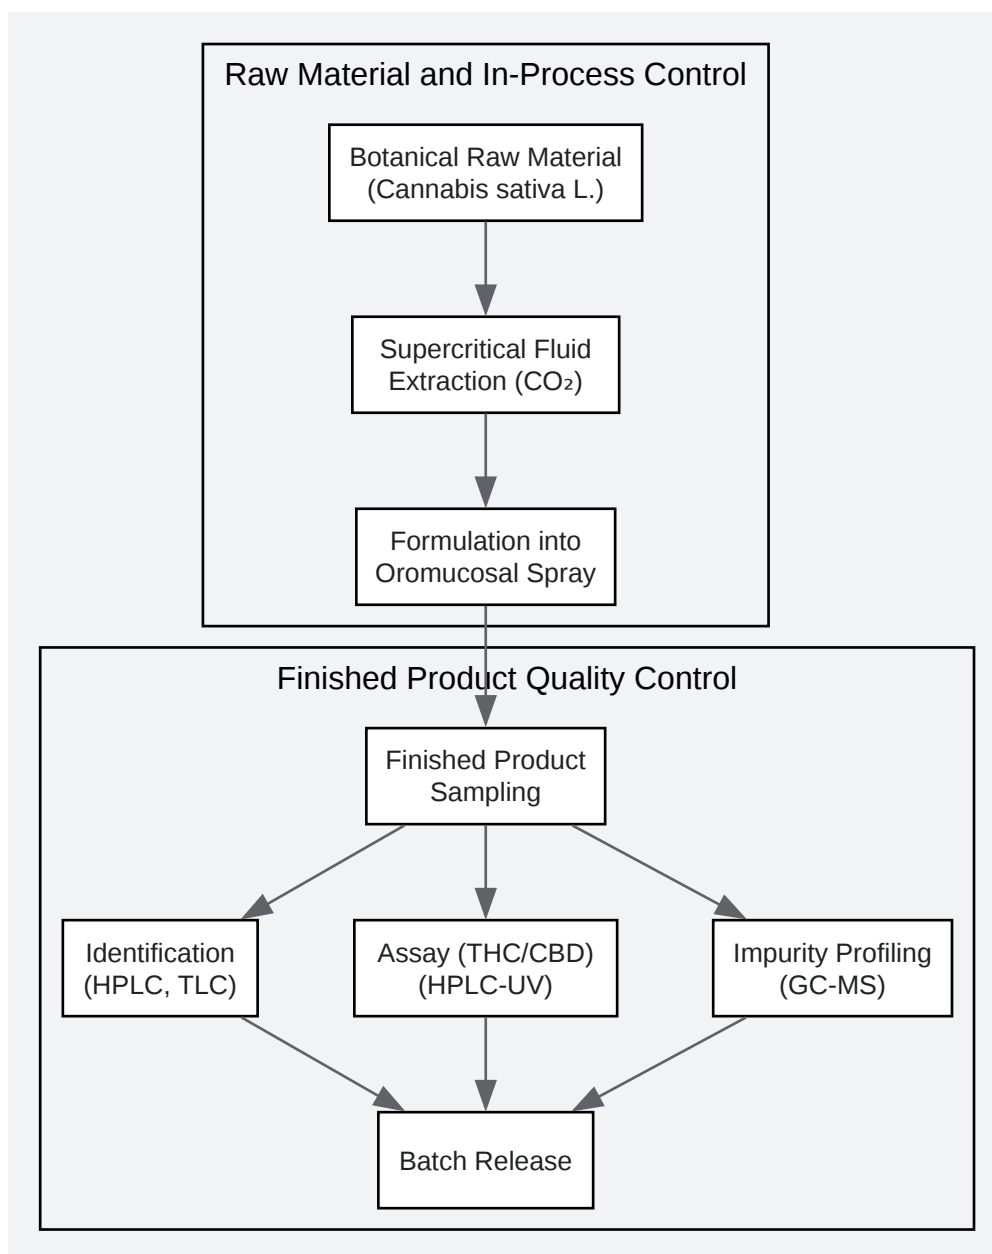 Raw Material and In-Process Control
Botanical Raw Material
(Cannabis sativa L.)
Supercritical Fluid
Extraction (CO₂)
Formulation into
Oromucosal Spray
Finished Product Quality Control
Finished Product
Sampling
Identification
(HPLC, TLC)
Assay (THC/CBD)
(HPLC-UV)
Impurity Profiling
(GC-MS)
Batch Release